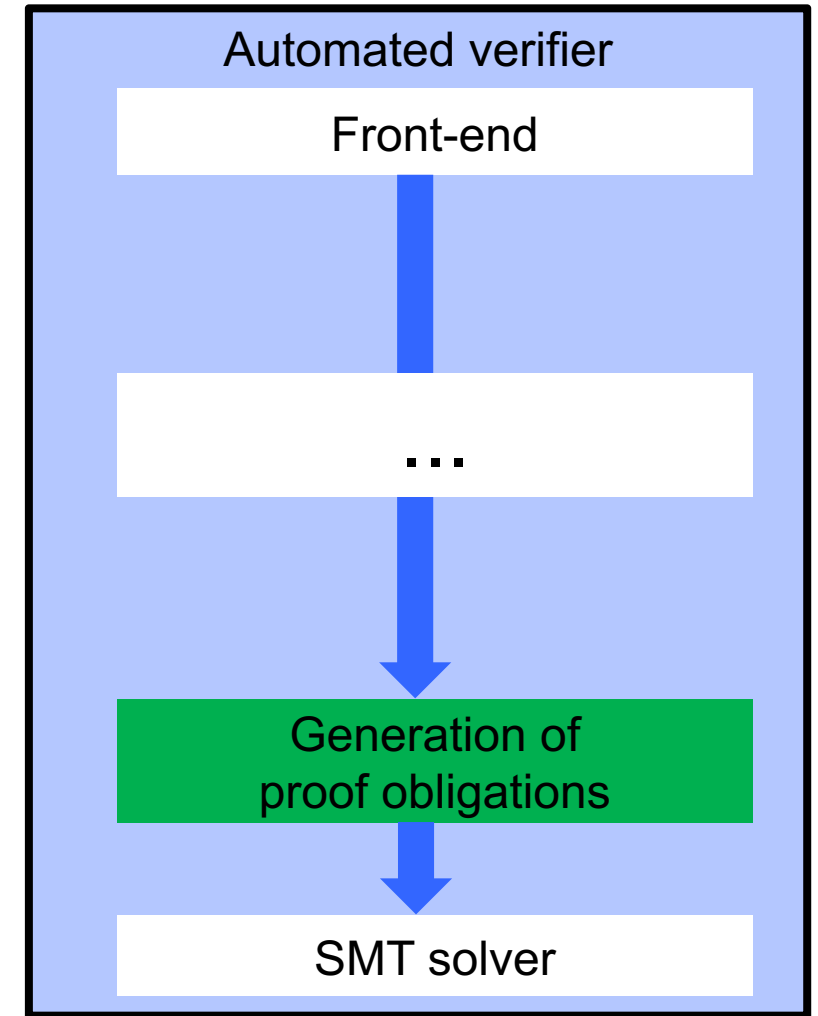 Automated verifier
Front-end
...
Generation of
proof obligations
SMT solver